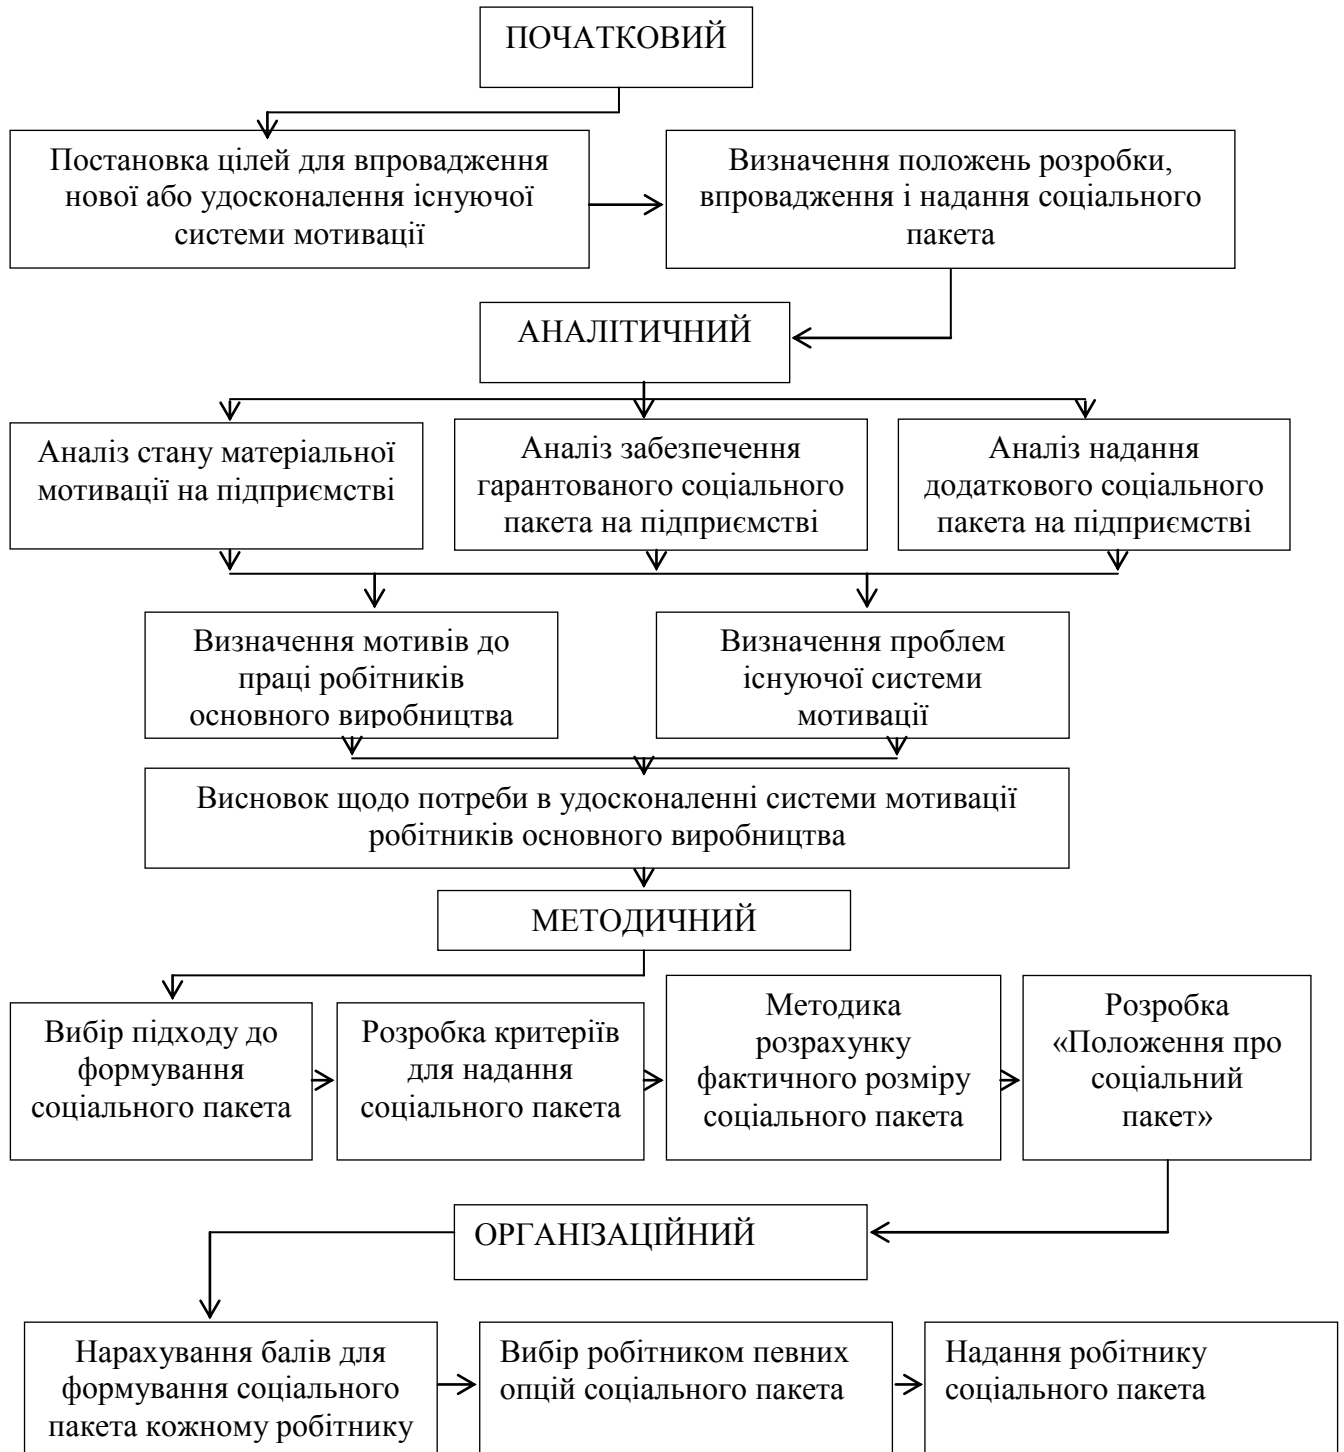 ПОЧАТКОВИЙ
Постановка цілей для впровадження
нової або удосконалення існуючої
системи мотивації
Визначення положень розробки,
впровадження і надання соціального
пакета
АНАЛІТИЧНИЙ
Аналіз стану матеріальної
мотивації на підприємстві
Аналіз забезпечення
гарантованого соціального
пакета на підприємстві
Аналіз надання
додаткового соціального
пакета на підприємстві
Визначення мотивів до
праці робітників
основного виробництва
Визначення проблем
існуючої системи
мотивації
Висновок щодо потреби в удосконаленні системи мотивації
робітників основного виробництва
МЕТОДИЧНИЙ
Вибір підходу до
формування
соціального пакета
Розробка критеріїв
для надання
соціального пакета
Методика
розрахунку
фактичного розміру
соціального пакета
Розробка
«Положення про
соціальний
пакет»
ОРГАНІЗАЦІЙНИЙ
Нарахування балів для
формування соціального
пакета кожному робітнику
Вибір робітником певних
опцій соціального пакета
Надання робітнику
соціального пакета